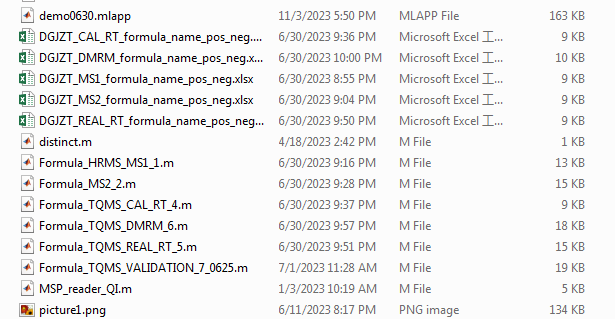 demo0630.mlapp 11/3/2023 5:50 PM MLAPP File 163 KB
DGJZT_CAL_RT_formula_name_pos_neg.... 6/30/2023 9:36 PM Microsoft Excel 工... 9 KB
DGJZT_DMRM_formula_name_pos_neg.x... 6/30/2023 10:00 PM Microsoft Excel 工... 10 KB
DGJZT_MS1_formula_name_pos_neg.xlsx 6/30/2023 8:55 PM Microsoft Excel 工... 9 KB
DGJZT_MS2_formula_name_pos_neg.xlsx 6/30/2023 9:04 PM Microsoft Excel 工... 9 KB
DGJZT_REAL_RT_formula_name_pos_neg... 6/30/2023 9:50 PM Microsoft Excel 工... 9 KB
distinct.m 4/18/2023 2:42 PM M File 1 KB
Formula_HRMS_MS1_1.m 6/30/2023 9:16 PM M File 13 KB
Formula_MS2_2.m 6/30/2023 9:28 PM M File 15 KB
Formula_TQMS_CAL_RT_4.m 6/30/2023 9:37 PM M File 9 KB
Formula_TQMS_DMRM_6.m 6/30/2023 9:57 PM M File 18 KB
Formula_TQMS_REAL_RT_5.m 6/30/2023 9:51 PM M File 15 KB
Formula_TQMS_VALIDATION_7_0625.m 7/1/2023 11:28 AM M File 19 KB
MSP_reader_QI.m 1/3/2023 10:19 AM M File 5 KB
picture1.png 6/11/2023 8:17 PM PNG image 134 KB